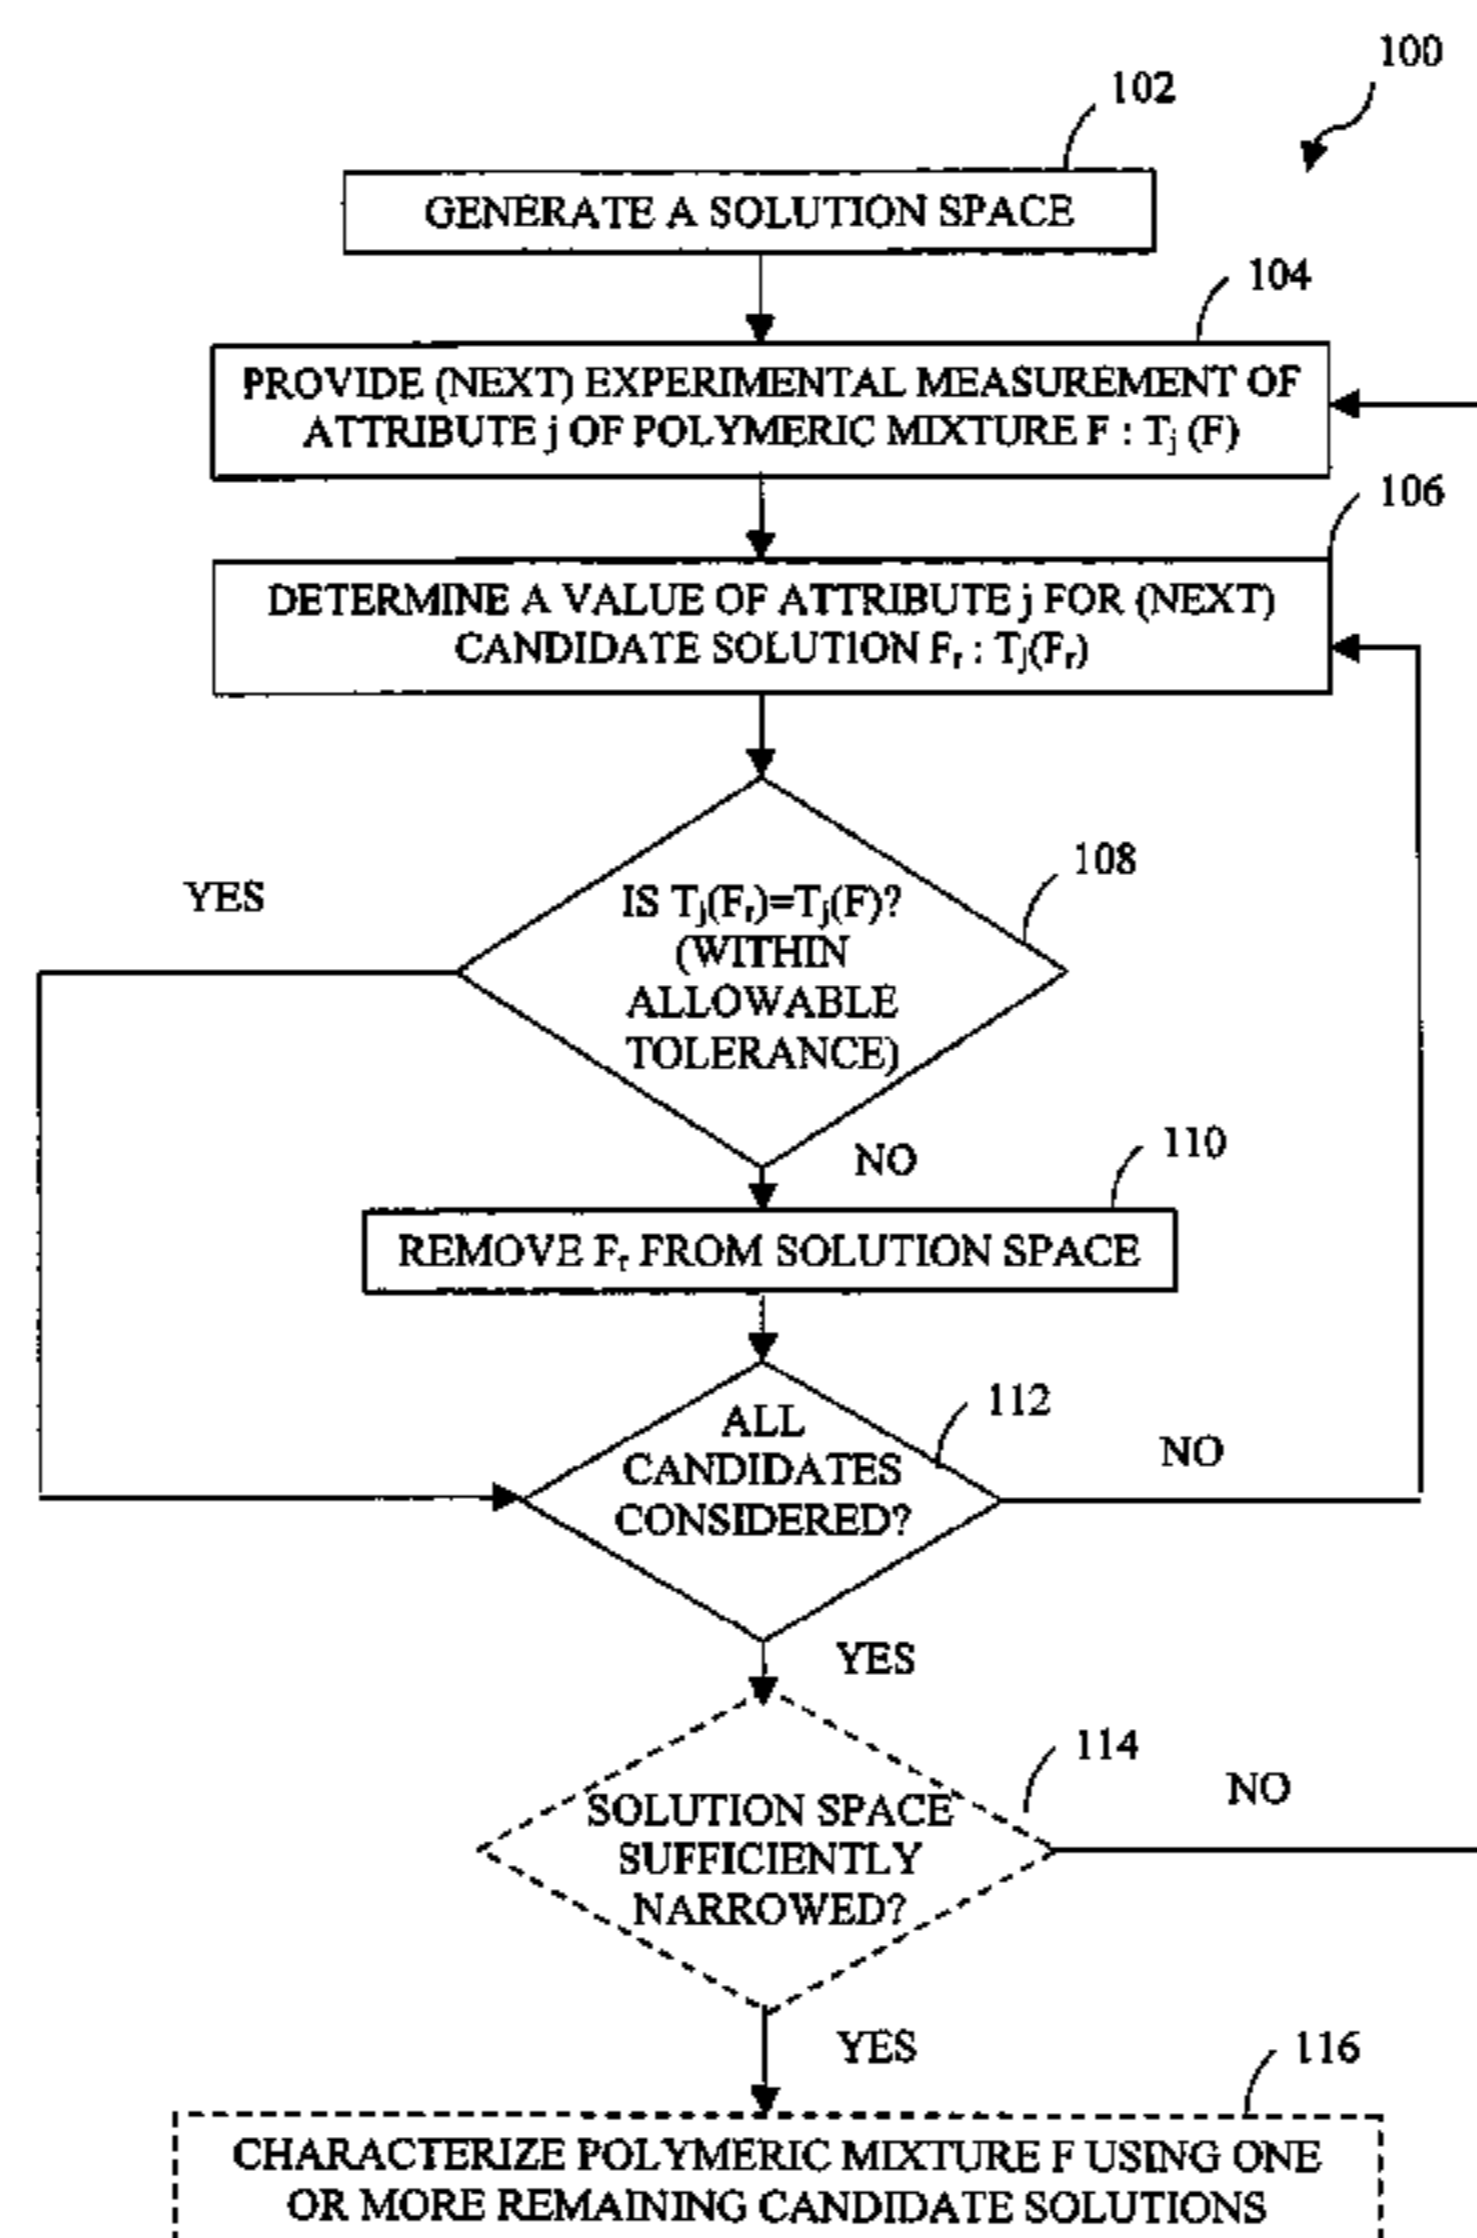 100
102
GENERATE A SOLUTION SPACE
104
PROVIDE (NEXT) EXPERIMENTAL MEASUREMENT OF
ATTRIBUTE j OF POLYMERIC MIXTURE F : Tj (F)
106
DETERMINE A VALUE OF ATTRIBUTE j FOR (NEXT)
CANDIDATE SOLUTION Fr : Tj(Fr)
108
YES
IS Tj(Fr)=Tj(F)?
(WITHIN
ALLOWABLE
TOLERANCE)
NO
110
REMOVE Fr FROM SOLUTION SPACE
112
ALL
CANDIDATES
CONSIDERED?
NO
YES
114
NO
SOLUTION SPACE
SUFFICIENTLY
NARROWED?
YES
116
CHARACTERIZE POLYMERIC MIXTURE F USING ONE
OR MORE REMAINING CANDIDATE SOLUTIONS